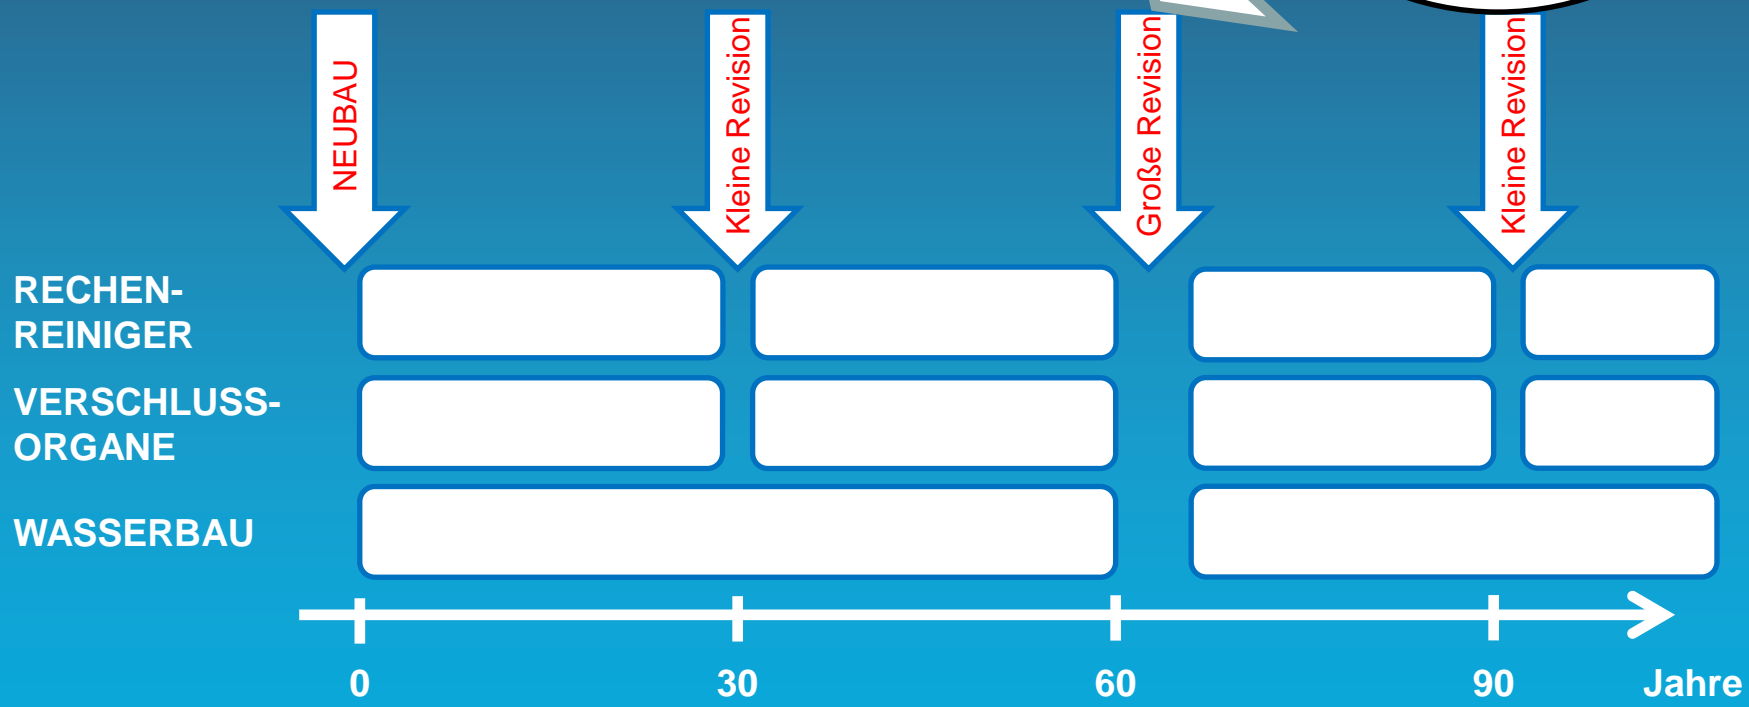 NEUBAU
Kleine Revision
Große Revision
Kleine Revision
RECHEN-
REINIGER
VERSCHLUSS-
ORGANE
WASSERBAU
0
30
60
90
Jahre